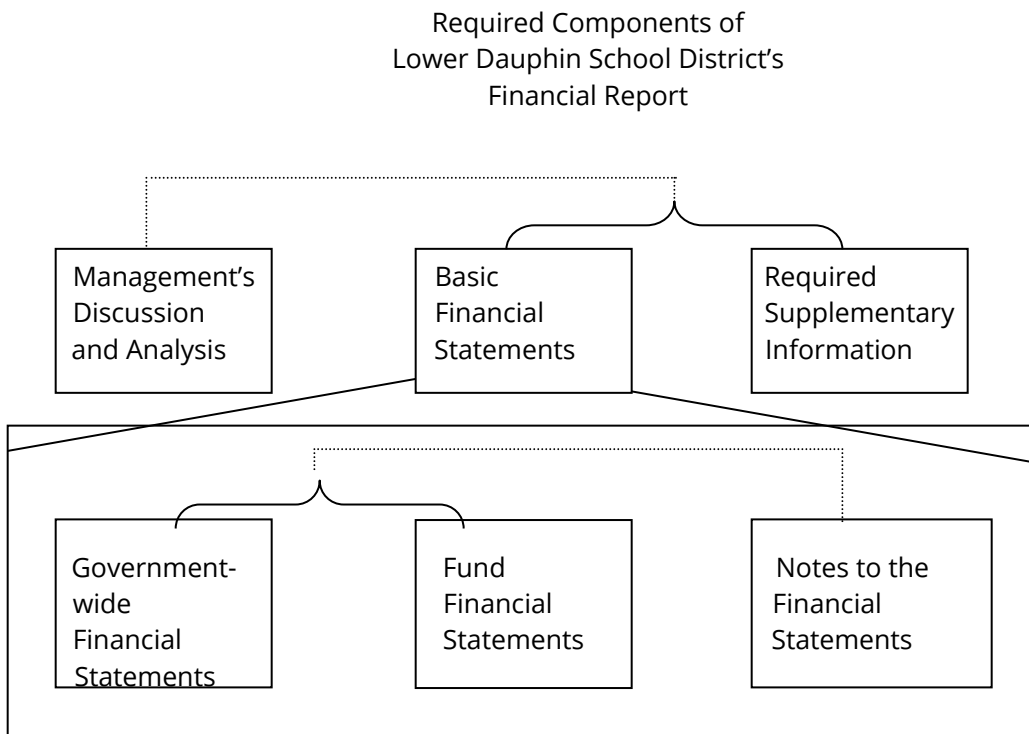 Required Components of
Lower Dauphin School District’s
Financial Report
Management’s
Discussion
and Analysis
Basic
Financial
Statements
Required
Supplementary
Information
Government-
wide
Financial
Statements
Fund
Financial
Statements
Notes to the
Financial
Statements